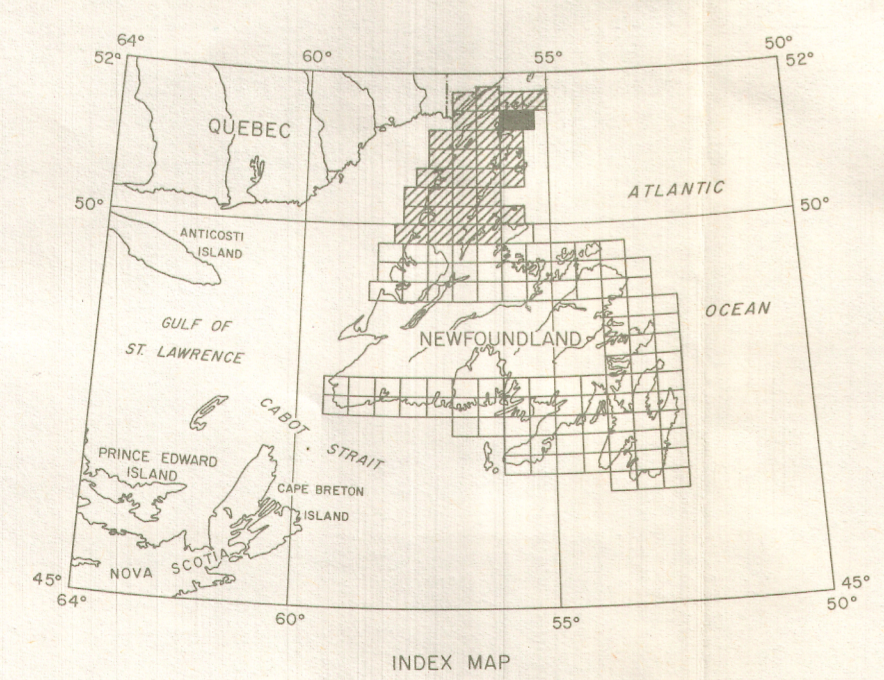 64° 60° 55° 50°
52° 52°
QUEBEC
ATLANTIC
50° 50°
ANTICOSTI
ISLAND
OCEAN
GULF OF
ST. LAWRENCE
NEWFOUNDLAND
CABOT STRAIT
PRINCE EDWARD
ISLAND
CAPE BRETON
ISLAND
NOVA SCOTIA
45° 45°
64° 60° 55° 50°
INDEX MAP